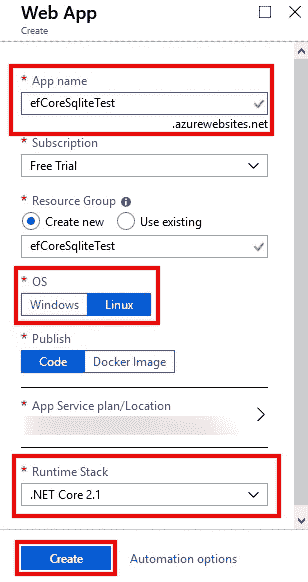 Web App
Create
* App name
efCoreSqliteTest
.azurewebsites.net
* Subscription
Free Trial
* Resource Group
Create new Use existing
efCoreSqliteTest
* OS
Windows Linux
* Publish
Code Docker Image
* App Service plan/Location
* Runtime Stack
.NET Core 2.1
Create Automation options